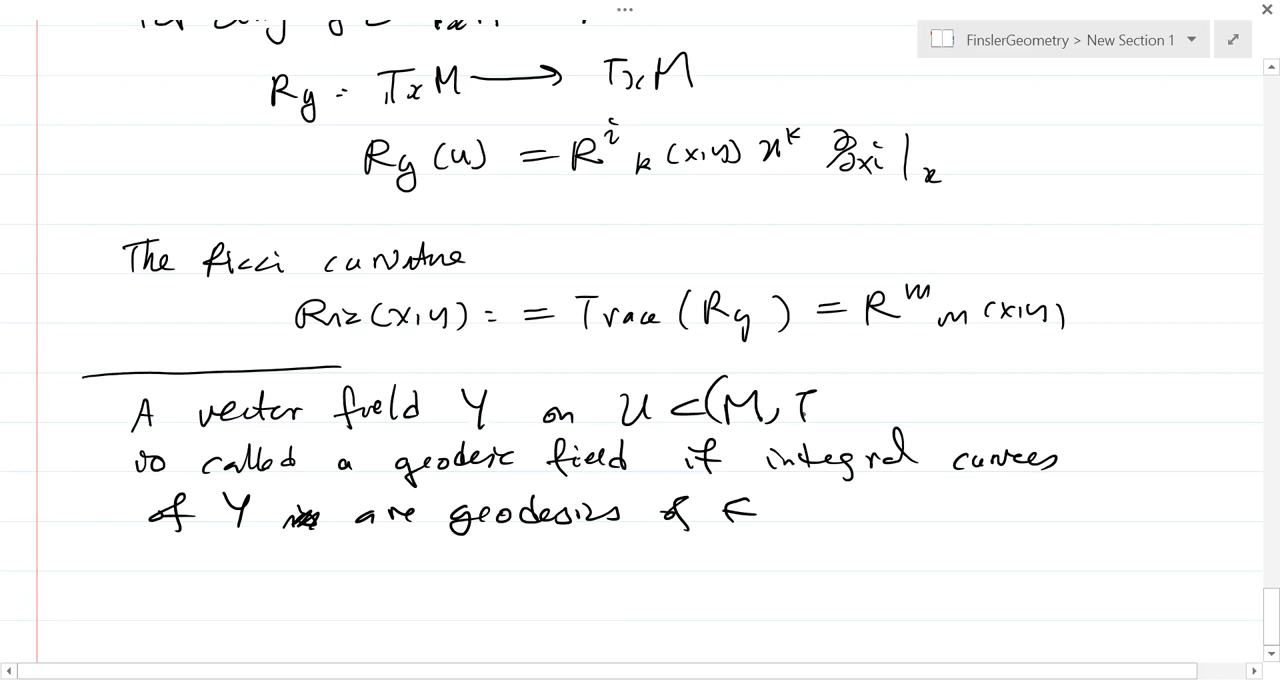 FinslerGeometry > New Section 1
Ry = TxM → TxM
Ry (u) = R^i_k (x,y) u^k ∂/∂x^i |_x
The Ricci curvature
Ric (x,y) := = Trace (Ry) = R^m_m (x,y)
A vector field Y on U ⊂ (M, F
is called a geodesic field if integral curves
of Y are geodesics of F